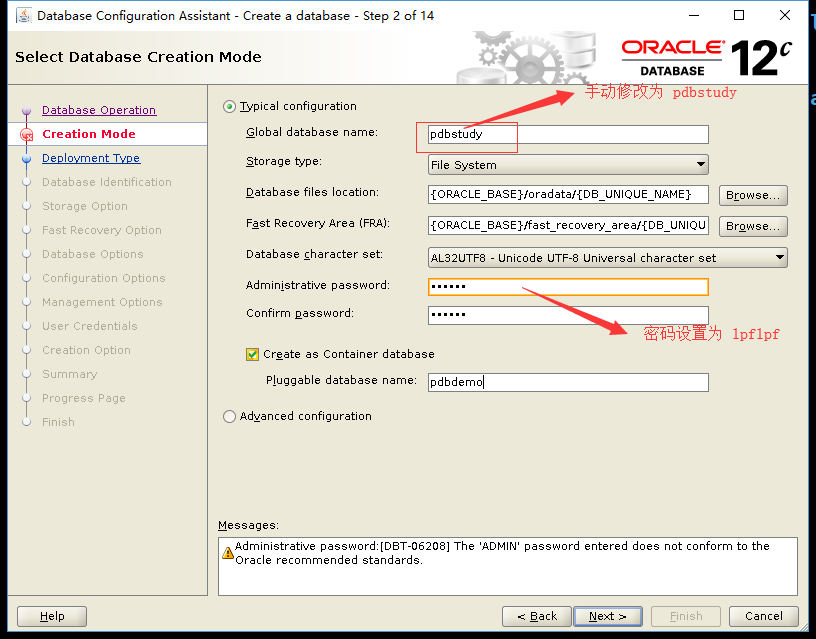 Database Configuration Assistant - Create a database - Step 2 of 14
Select Database Creation Mode
ORACLE
DATABASE
12c
手动修改为 pdbstudy
Database Operation
Creation Mode
Deployment Type
Database Identification
Storage Option
Fast Recovery Option
Database Options
Configuration Options
Management Options
User Credentials
Creation Option
Summary
Progress Page
Finish
Typical configuration
Global database name: pdbstudy
Storage type: File System
Database files location: {ORACLE_BASE}/oradata/{DB_UNIQUE_NAME} Browse...
Fast Recovery Area (FRA): {ORACLE_BASE}/fast_recovery_area/{DB_UNIQU Browse...
Database character set: AL32UTF8 - Unicode UTF-8 Universal character set
Administrative password: ••••••
Confirm password: ••••••
密码设置为 lpflpf
Create as Container database
Pluggable database name: pdbdemo
Advanced configuration
Messages:
Administrative password:[DBT-06208] The 'ADMIN' password entered does not conform to the
Oracle recommended standards.
Help < Back Next > Finish Cancel